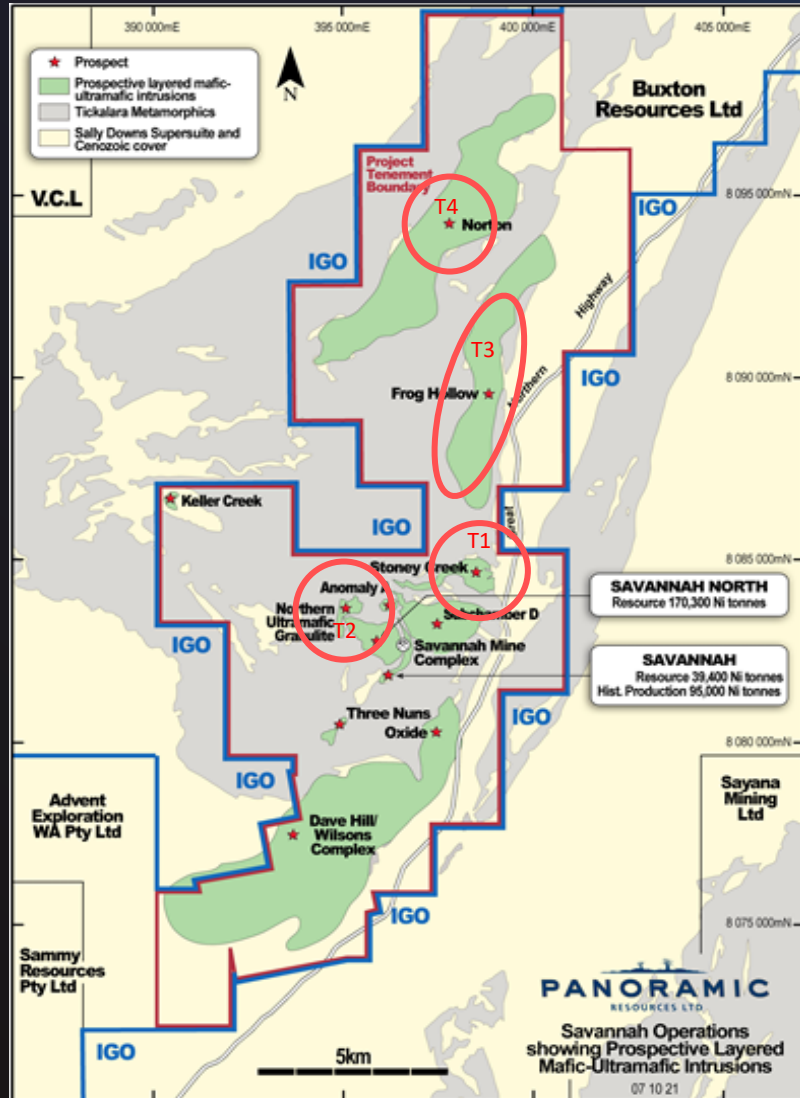 390 000mE
395 000mE
400 000mE
405 000mE
Prospect
Prospective layered mafic-
ultramafic intrusions
Tickalara Metamorphics
Sally Downs Supersuite and
Cenozoic cover
N
Buxton
Resources Ltd
Project
Tenement
Boundary
V.C.L
8 095 000mN
IGO
T4
Norton
IGO
Highway
T3
Northern
8 090 000mN
IGO
Frog Hollow
Keller Creek
IGO
Great
T1
8 085 000mN
Stoney Creek
Anomaly
Northern
Ultramafic
Granulite
T2
Subchamber D
Savannah Mine
Complex
SAVANNAH NORTH
Resource 170,300 Ni tonnes
IGO
SAVANNAH
Resource 39,400 Ni tonnes
Hist. Production 95,000 Ni tonnes
Three Nuns
Oxide
IGO
8 080 000mN
IGO
Advent
Exploration
WA Pty Ltd
Sayana
Mining
Ltd
Dave Hill/
Wilsons
Complex
IGO
8 075 000mN
Sammy
Resources
Pty Ltd
PANORAMIC
RESOURCES LTD
Savannah Operations
showing Prospective Layered
Mafic-Ultramafic Intrusions
IGO
5km
07 10 21